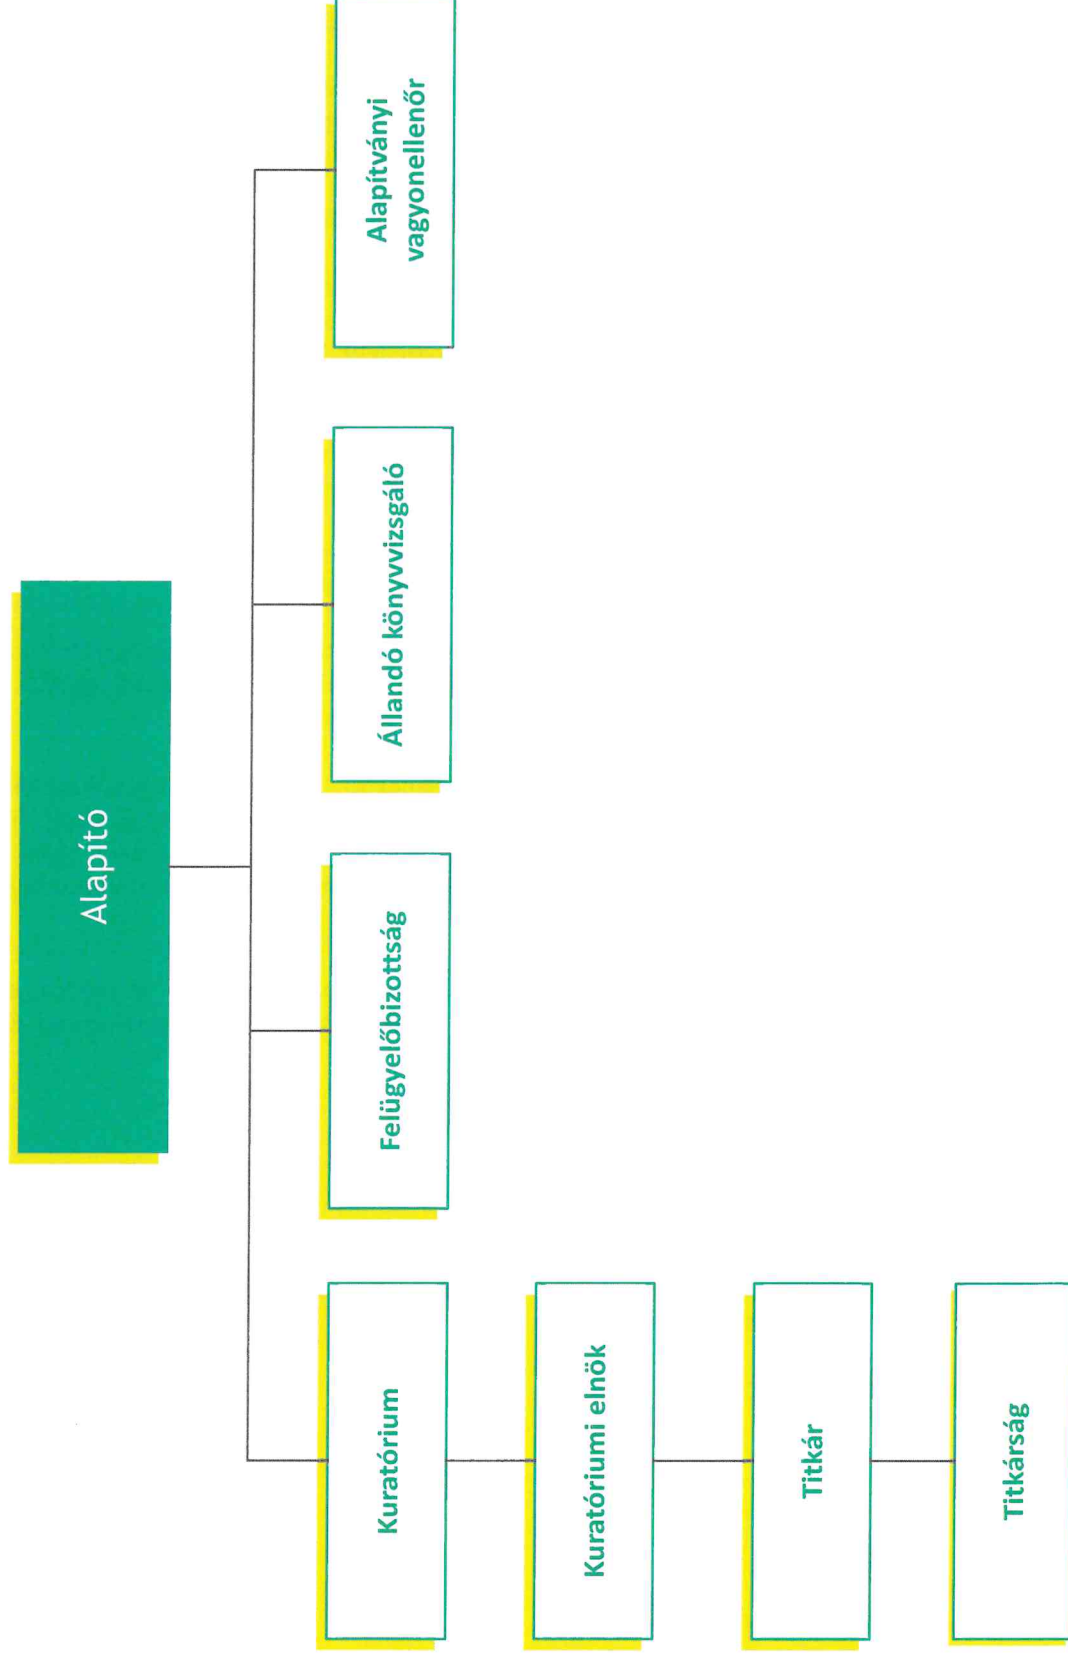 Alapító
Kuratórium
Felügyelőbizottság
Állandó könyvvizsgáló
Alapítványi
vagyonellenőr
Kuratóriumi elnök
Titkár
Titkárság